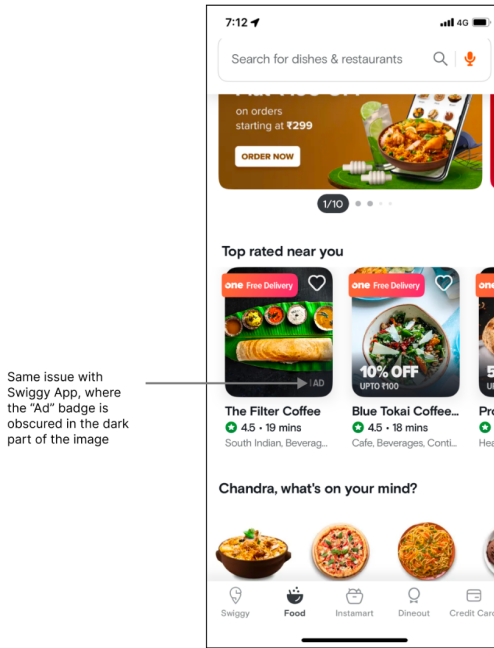 7:12
4G
Search for dishes & restaurants
on orders
starting at ₹299
ORDER NOW
1/10
Top rated near you
one Free Delivery
one Free Delivery
AD
10% OFF
UPTO ₹100
The Filter Coffee
Blue Tokai Coffee...
4.5 • 19 mins
4.5 • 18 mins
South Indian, Beverag...
Cafe, Beverages, Conti...
Same issue with
Swiggy App, where
the “Ad” badge is
obscured in the dark
part of the image
Chandra, what's on your mind?
Swiggy
Food
Instamart
Dineout
Credit Card